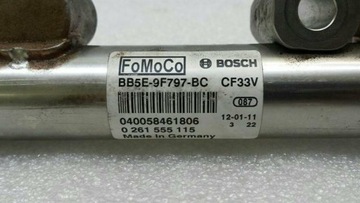 FoMoCo BOSCH
BB5E-9F797-BC CF33V
087
040058461806 12-01-11
0 261 555 115 3 22
Made in Germany